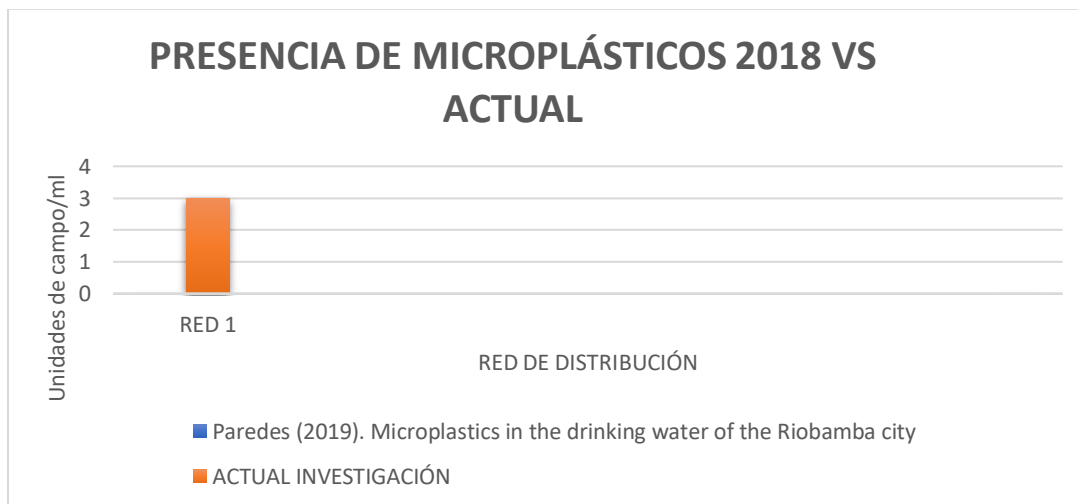 PRESENCIA DE MICROPLÁSTICOS 2018 VS
ACTUAL
Unidades de campo/ml
4
3
2
1
0
RED 1
RED DE DISTRIBUCIÓN
Paredes (2019). Microplastics in the drinking water of the Riobamba city
ACTUAL INVESTIGACIÓN